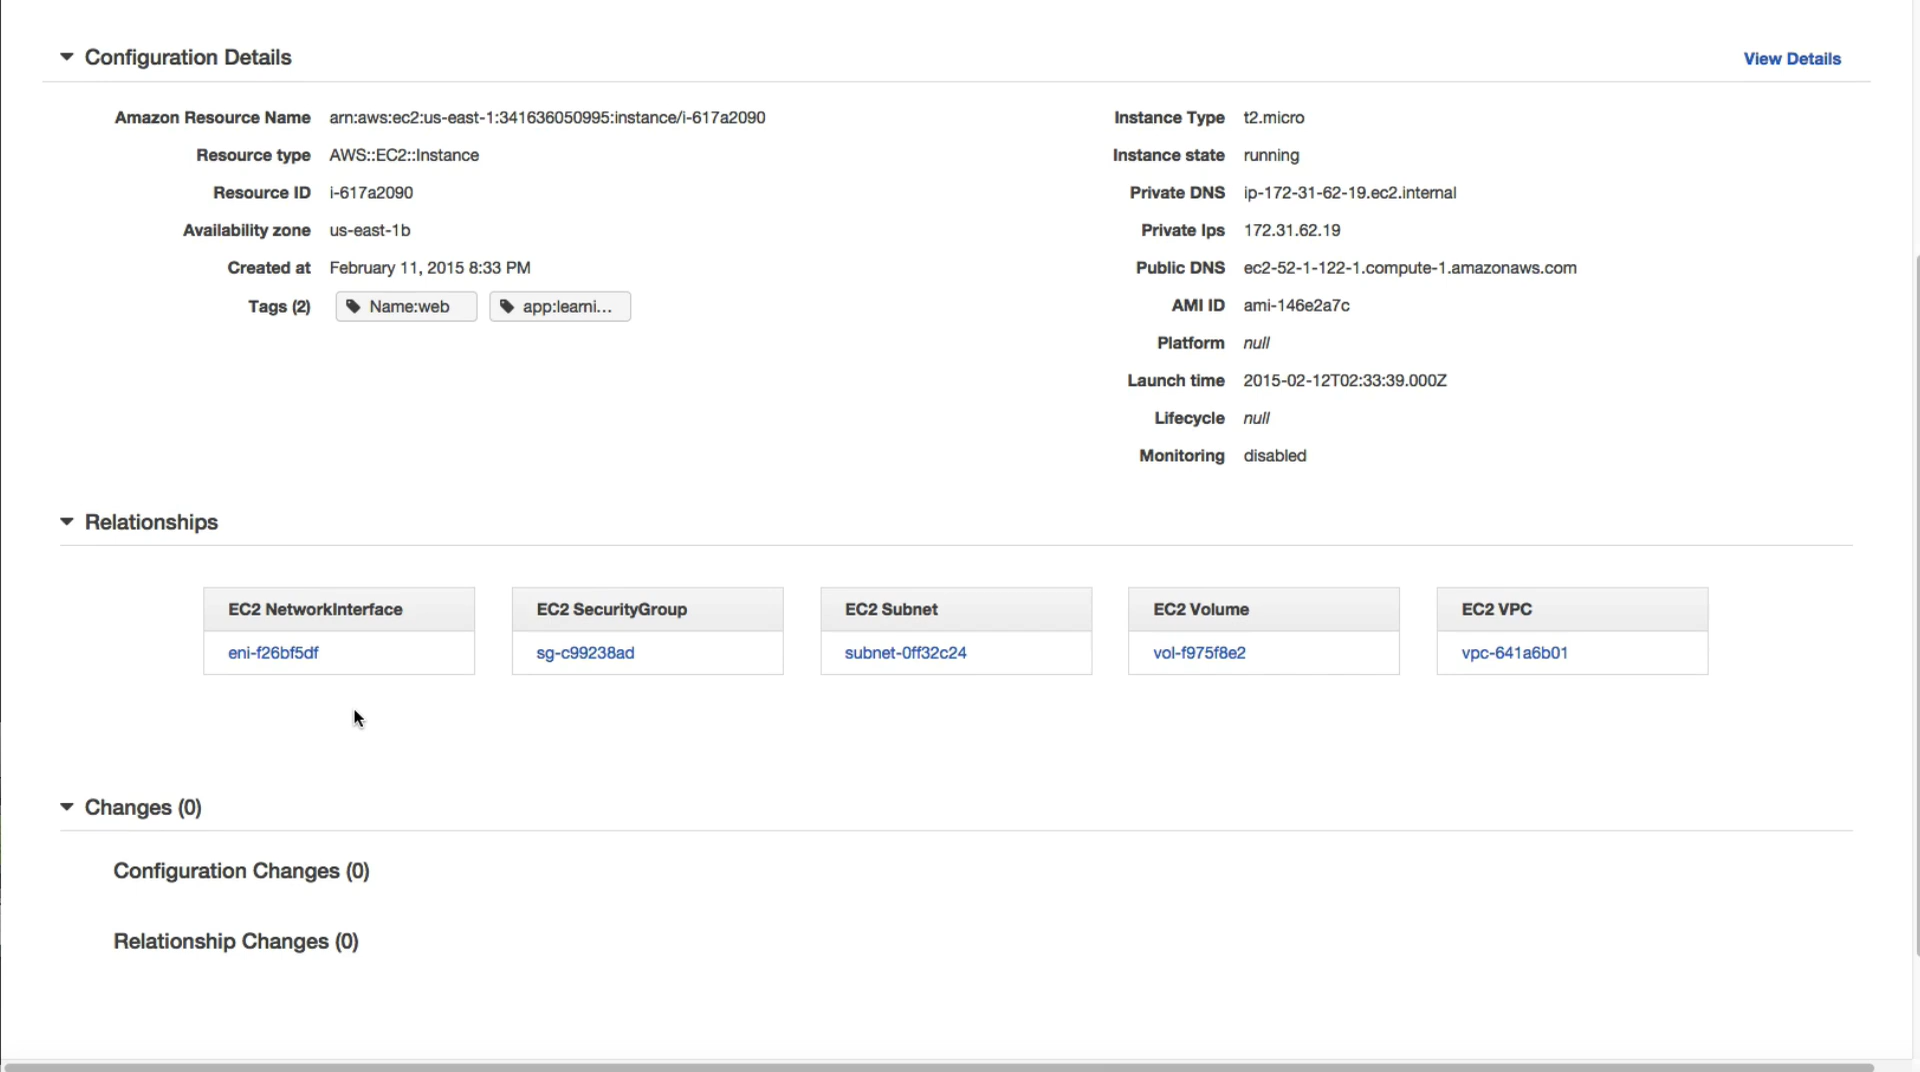 Configuration Details
View Details
Amazon Resource Name arn:aws:ec2:us-east-1:341636050995:instance/i-617a2090
Resource type AWS::EC2::Instance
Resource ID i-617a2090
Availability zone us-east-1b
Created at February 11, 2015 8:33 PM
Tags (2) Name:web app:learni...
Instance Type t2.micro
Instance state running
Private DNS ip-172-31-62-19.ec2.internal
Private Ips 172.31.62.19
Public DNS ec2-52-1-122-1.compute-1.amazonaws.com
AMI ID ami-146e2a7c
Platform null
Launch time 2015-02-12T02:33:39.000Z
Lifecycle null
Monitoring disabled
Relationships
EC2 NetworkInterface
eni-f26bf5df
EC2 SecurityGroup
sg-c99238ad
EC2 Subnet
subnet-0ff32c24
EC2 Volume
vol-f975f8e2
EC2 VPC
vpc-641a6b01
Changes (0)
Configuration Changes (0)
Relationship Changes (0)